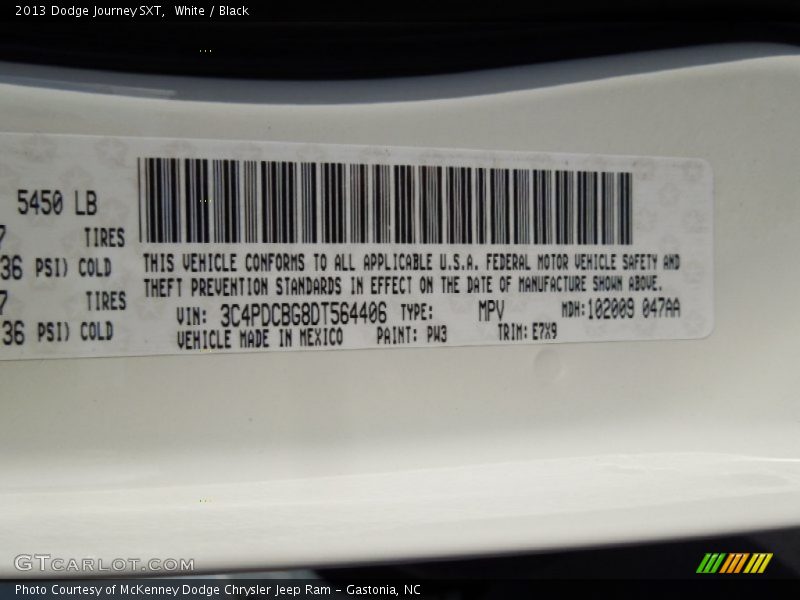 2013 Dodge Journey SXT,  White / Black
5450 LB
7 TIRES
36 PSI) COLD
7 TIRES
36 PSI) COLD
THIS VEHICLE CONFORMS TO ALL APPLICABLE U.S.A. FEDERAL MOTOR VEHICLE SAFETY AND
THEFT PREVENTION STANDARDS IN EFFECT ON THE DATE OF MANUFACTURE SHOWN ABOVE.
VIN: 3C4PDCBG8DT564406 TYPE: MPV MDH:102009 047AA
VEHICLE MADE IN MEXICO PAINT: PW3 TRIM: E7X9
GTCARLOT.COM
Photo Courtesy of McKenney Dodge Chrysler Jeep Ram – Gastonia, NC